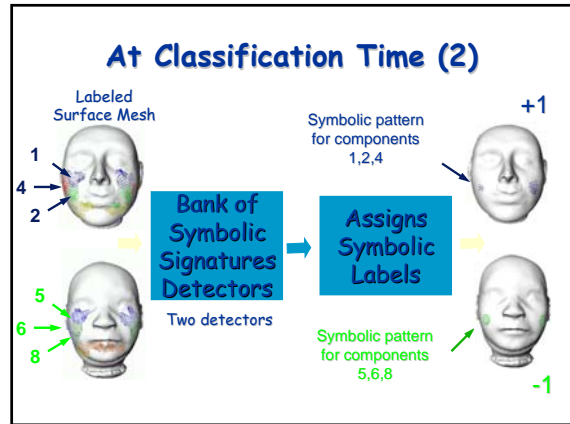 At Classification Time (2)
Labeled
Surface Mesh
1
4
2
5
6
8
Bank of
Symbolic
Signatures
Detectors
Two detectors
Assigns
Symbolic
Labels
Symbolic pattern
for components
1,2,4
+1
Symbolic pattern
for components
5,6,8
-1